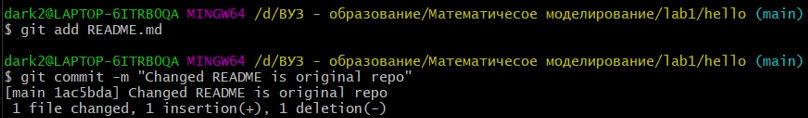 dark2@LAPTOP-6ITRB0QA MINGW64 /d/ВУЗ - образование/Математичесое моделирование/lab1/hello (main)
$ git add README.md
dark2@LAPTOP-6ITRB0QA MINGW64 /d/ВУЗ - образование/Математичесое моделирование/lab1/hello (main)
$ git commit -m "Changed README is original repo"
[main 1ac5bda] Changed README is original repo
1 file changed, 1 insertion(+), 1 deletion(-)